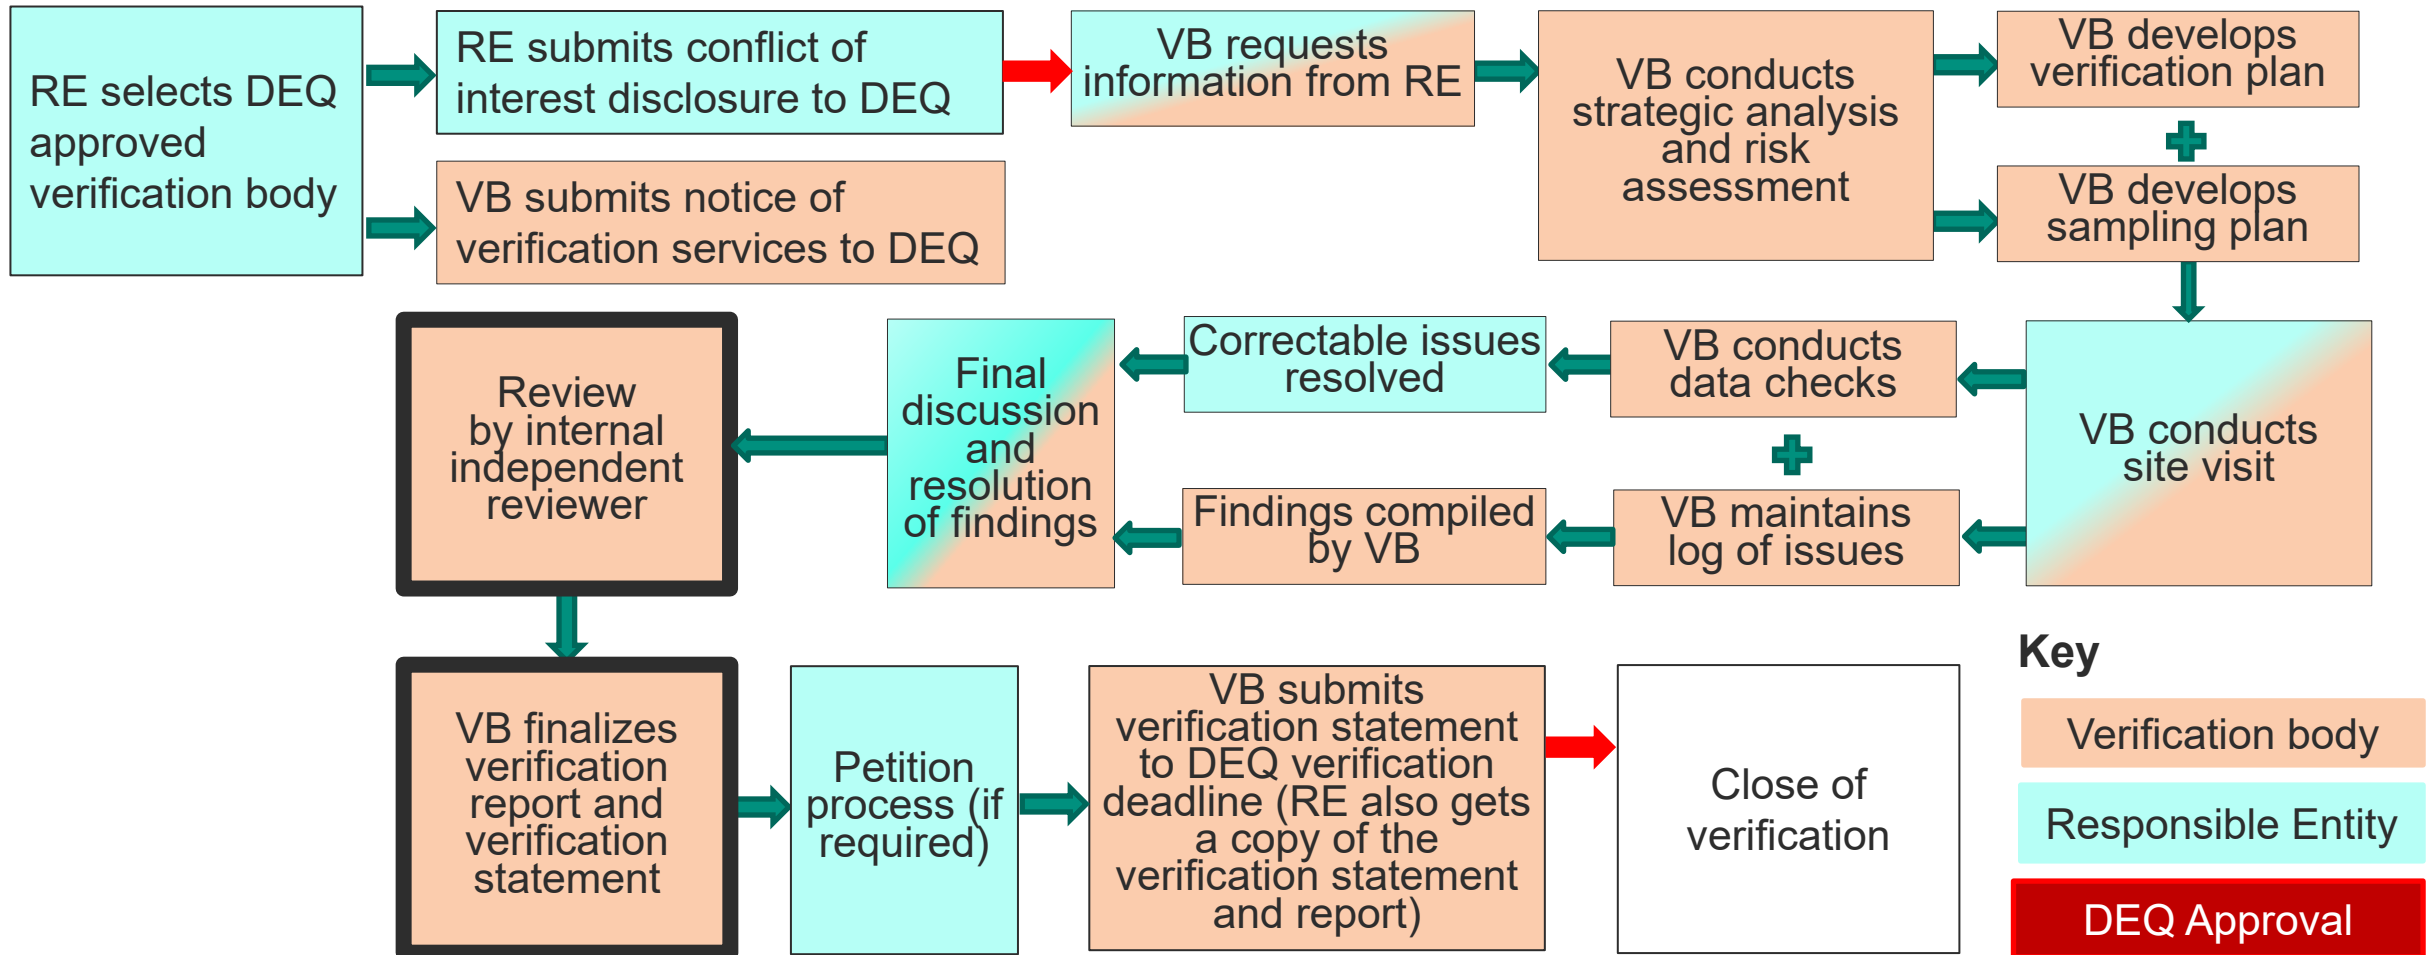 RE selects DEQ
approved
verification body
RE submits conflict of
interest disclosure to DEQ
VB submits notice of
verification services to DEQ
VB requests
information from RE
VB conducts
strategic analysis
and risk
assessment
VB develops
verification plan
VB develops
sampling plan
VB conducts
site visit
VB conducts
data checks
VB maintains
log of issues
Correctable issues
resolved
Findings compiled
by VB
Final
discussion
and
resolution
of findings
Review
by internal
independent
reviewer
VB finalizes
verification
report and
verification
statement
Petition
process (if
required)
VB submits
verification statement
to DEQ verification
deadline (RE also gets
a copy of the
verification statement
and report)
Close of
verification
Key
Verification body
Responsible Entity
DEQ Approval